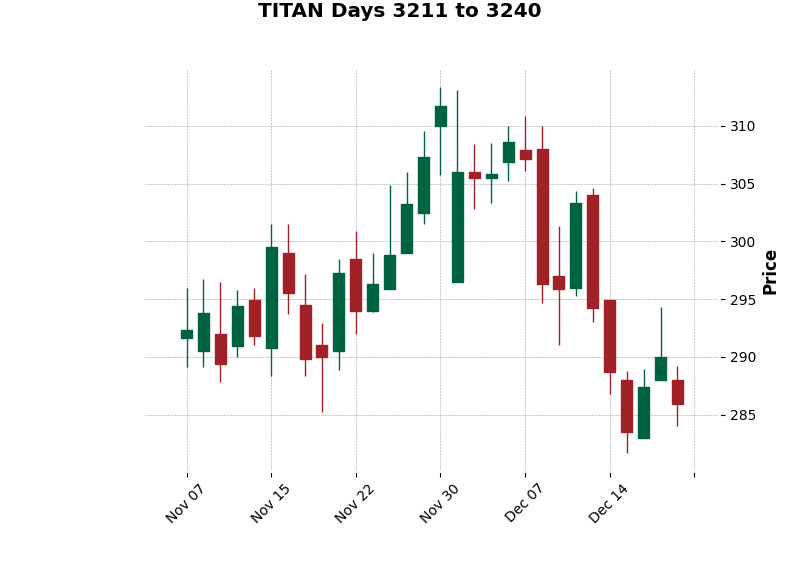 TITAN Days 3211 to 3240
310
305
300
295
290
285
Price
Nov 07
Nov 15
Nov 22
Nov 30
Dec 07
Dec 14